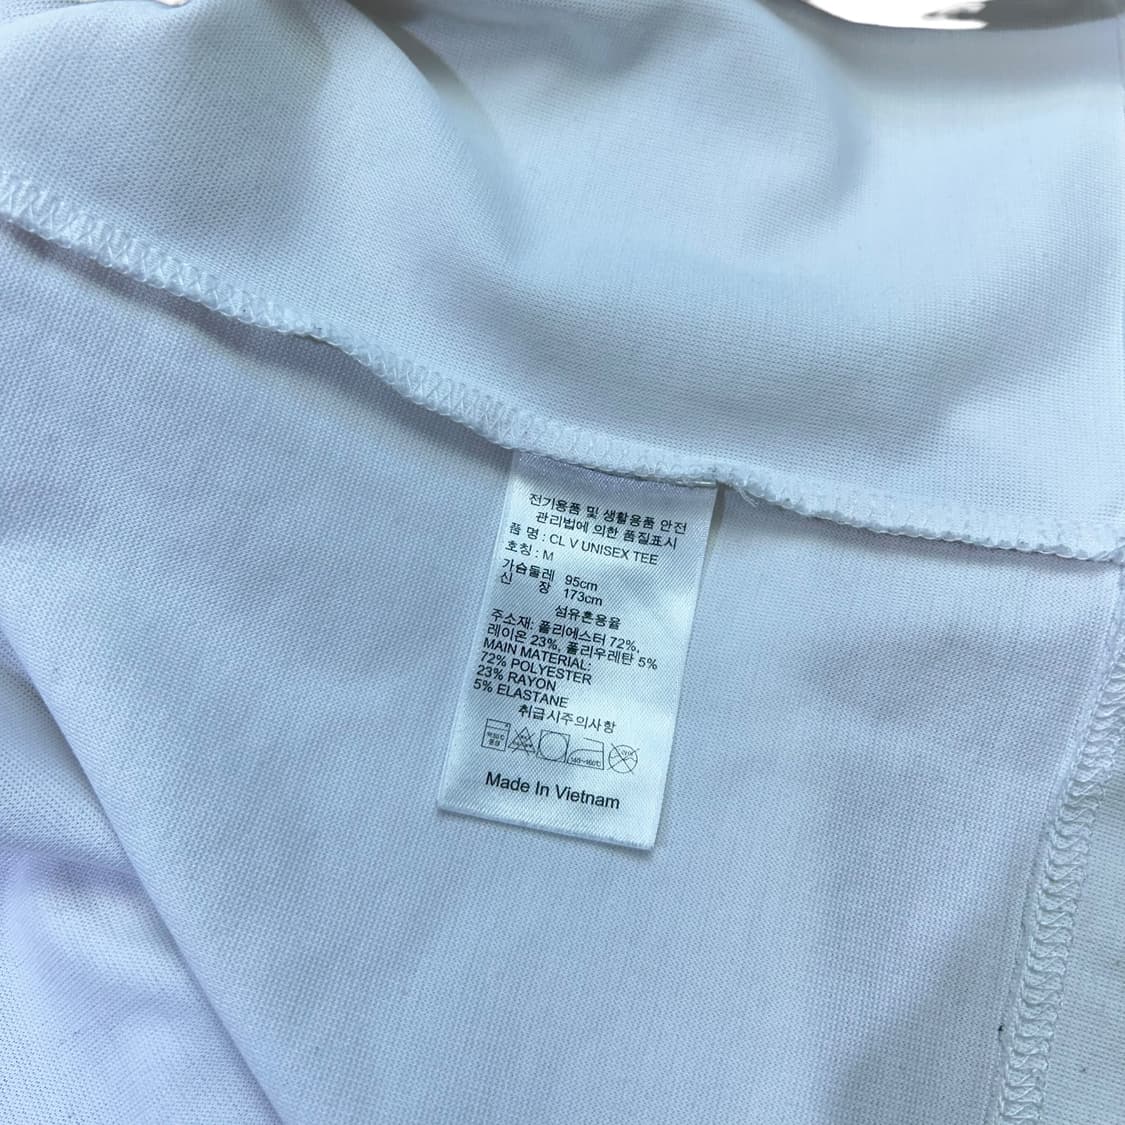 전기용품 및 생활용품 안전
관리법에 의한 품질표시
품 명 : CL V UNISEX TEE
호칭 : M
가슴둘레 95cm
신 장 173cm
섬유혼용율
주소재: 폴리에스터 72%,
레이온 23%, 폴리우레탄 5%
MAIN MATERIAL:
72% POLYESTER
23% RAYON
5% ELASTANE
취급시주의사항
Made In Vietnam